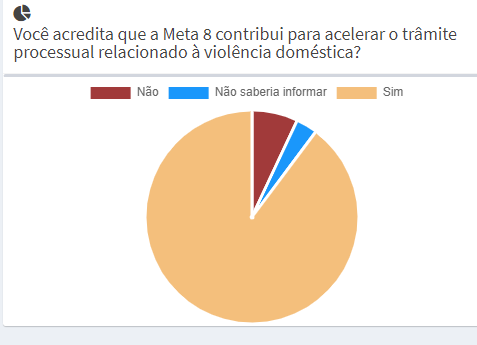 Você acredita que a Meta 8 contribui para acelerar o trâmite
processual relacionado à violência doméstica?
Não Não saberia informar Sim